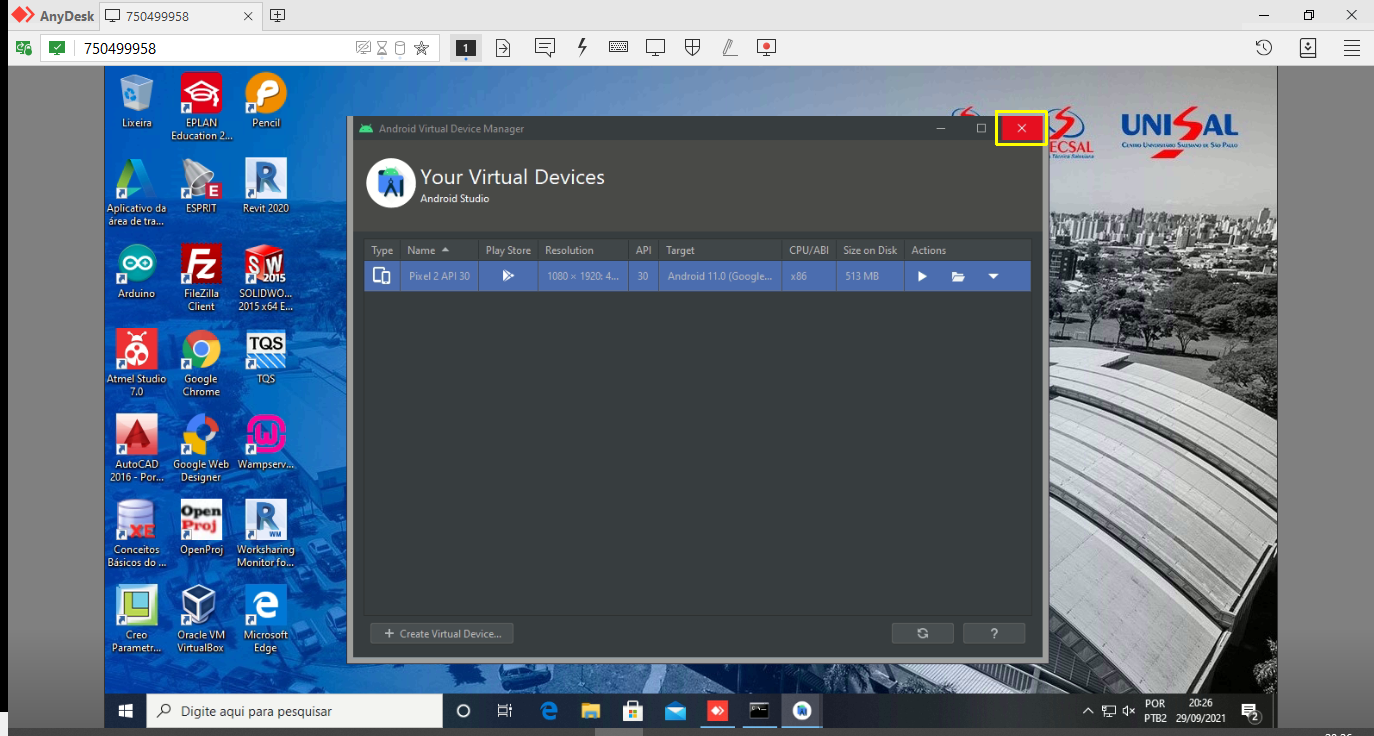 AnyDesk
750499958
750499958
1
Lixeira
EPLAN
Education 2...
Pencil
Aplicativo da
área de tra...
ESPRIT
Revit 2020
Arduino
FileZilla
Client
SOLIDWO...
2015 x64 E...
Atmel Studio
7.0
Google
Chrome
TQS
TQS
AutoCAD
2016 - Por...
Google Web
Designer
Wampserv...
Conceitos
Básicos do ...
Open
Proj
OpenProj
Worksharing
Monitor fo...
Creo
Parametr...
Oracle VM
VirtualBox
Microsoft
Edge
Android Virtual Device Manager
Your Virtual Devices
Android Studio
Type Name Play Store Resolution API Target CPU/ABI Size on Disk Actions
Pixel 2 API 30 1080 × 1920: 4... 30 Android 11.0 (Google... x86 513 MB
+ Create Virtual Device...
?
ECSAL
UNISAL
Centro Universitário Salesiano de São Paulo
Digite aqui para pesquisar
POR
PTB2
20:26
29/09/2021
2